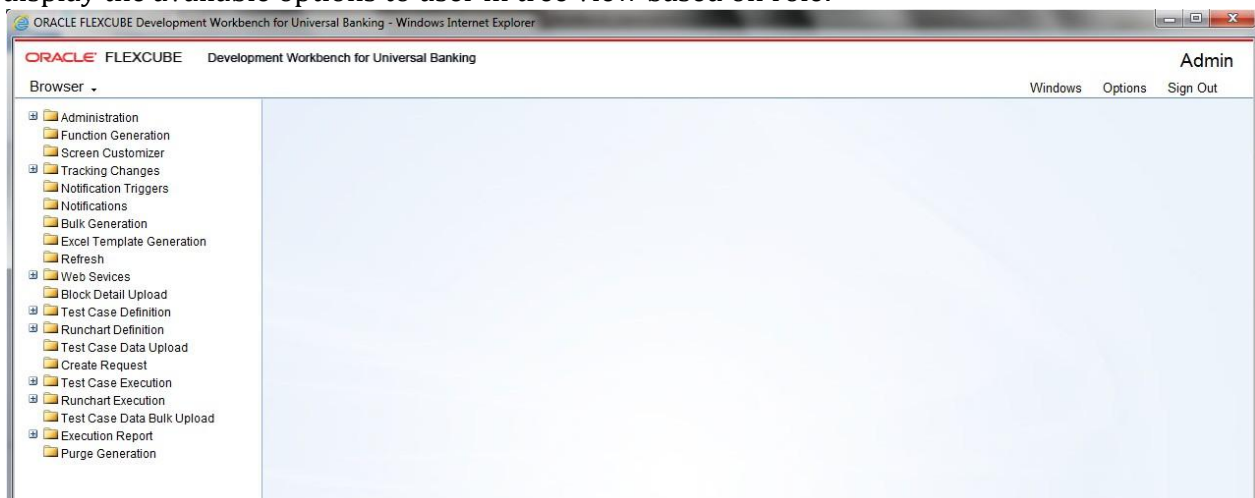 display the available options to user in tree view based on role.
ORACLE FLEXCUBE Development Workbench for Universal Banking - Windows Internet Explorer
ORACLE FLEXCUBE Development Workbench for Universal Banking
Admin
Browser
Windows Options Sign Out
Administration
Function Generation
Screen Customizer
Tracking Changes
Notification Triggers
Notifications
Bulk Generation
Excel Template Generation
Refresh
Web Sevices
Block Detail Upload
Test Case Definition
Runchart Definition
Test Case Data Upload
Create Request
Test Case Execution
Runchart Execution
Test Case Data Bulk Upload
Execution Report
Purge Generation